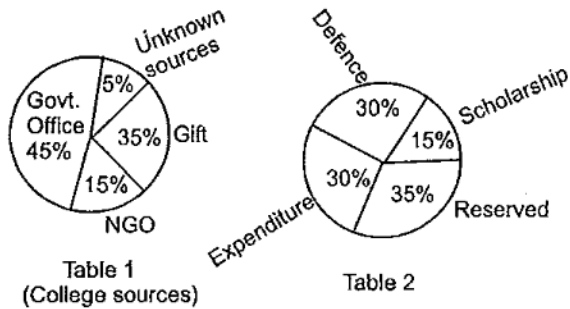 Unknown
sources
5%
Govt.
Office
45%
35%
Gift
15%
NGO
Table 1
(College sources)
Defence
30%
Scholarship
15%
30%
35%
Expenditure
Reserved
Table 2